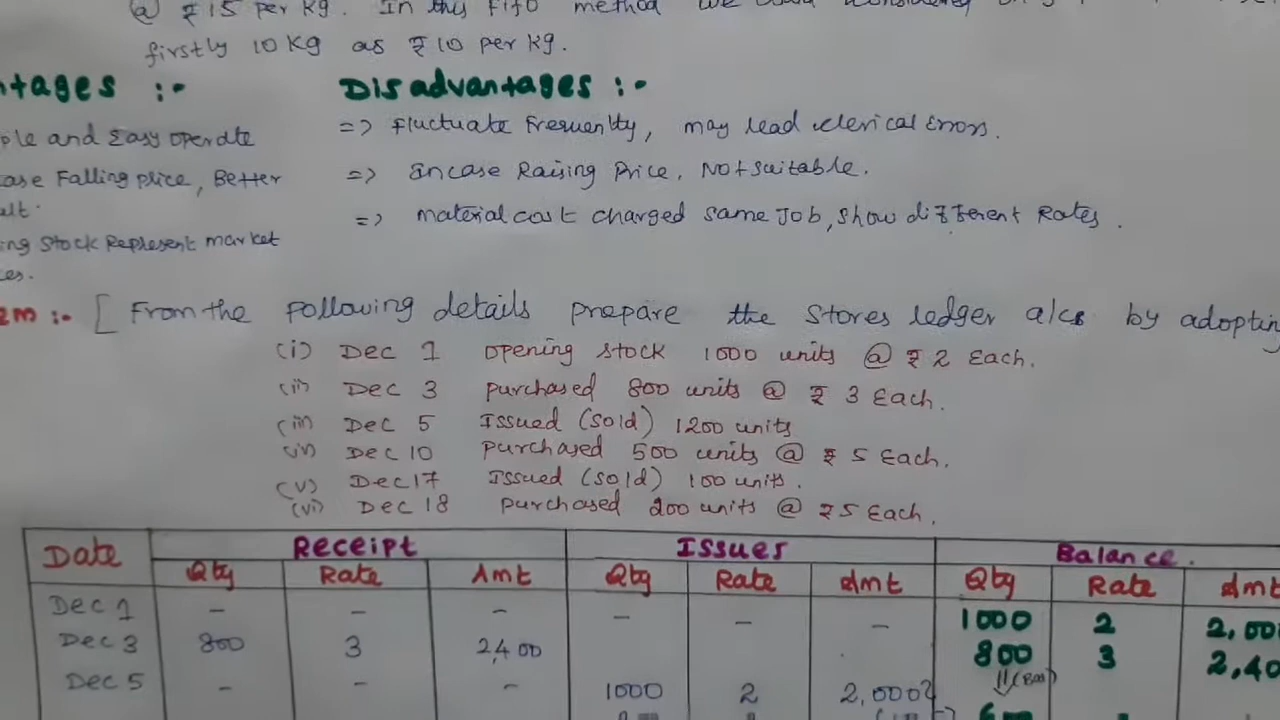 @ ₹15 per kg. In this Fifo method we
firstly 10 Kg as ₹10 per kg.
ntages :- Disadvantages :-
ple and Easy operate => Fluctuate Frequently, may lead clerical Errors.
ase Falling price, Better => Incase Raising Price, Not suitable.
ult. => material cost charged same Job, show different Rates.
ing Stock Represent market
ces.
em :- [ From the following details prepare the Stores ledger a/cs by adoptin
(i) Dec 1 opening stock 1000 units @ ₹ 2 Each.
(ii) Dec 3 purchased 800 units @ ₹ 3 Each.
(iii) Dec 5 Issued (sold) 1200 units
(iv) Dec 10 purchased 500 units @ ₹ 5 Each.
(v) Dec 17 Issued (sold) 100 units.
(vi) Dec 18 purchased 200 units @ ₹5 Each.
Date Receipt Issues Balance.
Qty Rate Amt Qty Rate Amt Qty Rate Amt
Dec 1 - - - - - - 1000 2 2,00
Dec 3 800 3 2,400 800 3 2,40
Dec 5 - - - 1000 2 2,000
600